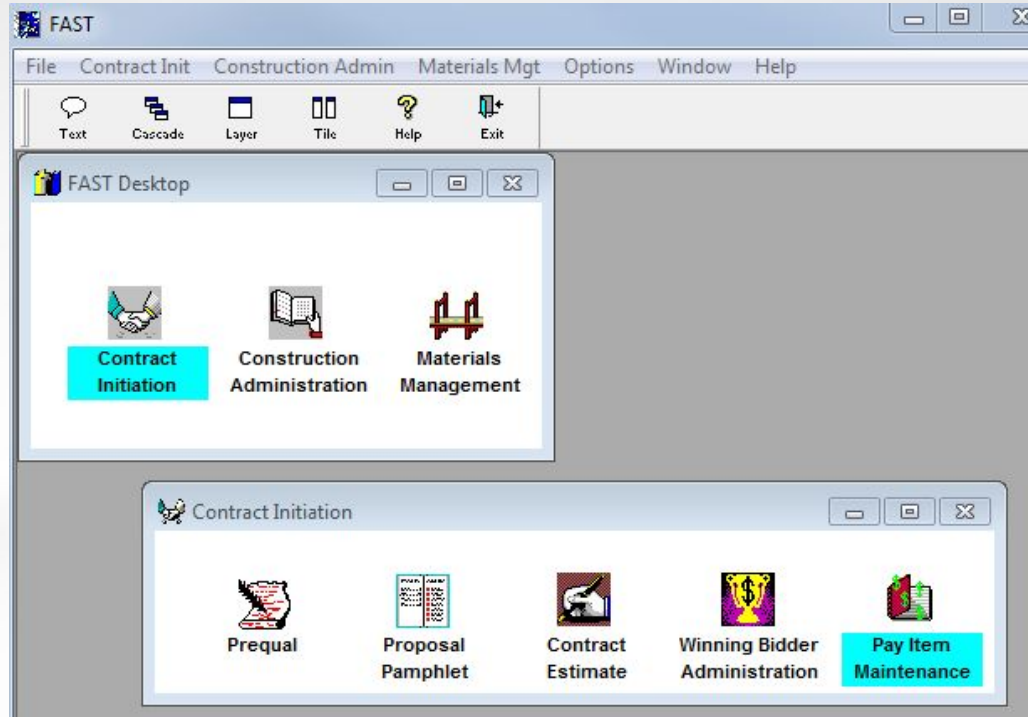 FAST
File Contract Init Construction Admin Materials Mgt Options Window Help
Text Cascade Layer Tile Help Exit
FAST Desktop
Contract Initiation
Construction Administration
Materials Management
Contract Initiation
Prequal
Proposal Pamphlet
Contract Estimate
Winning Bidder Administration
Pay Item Maintenance